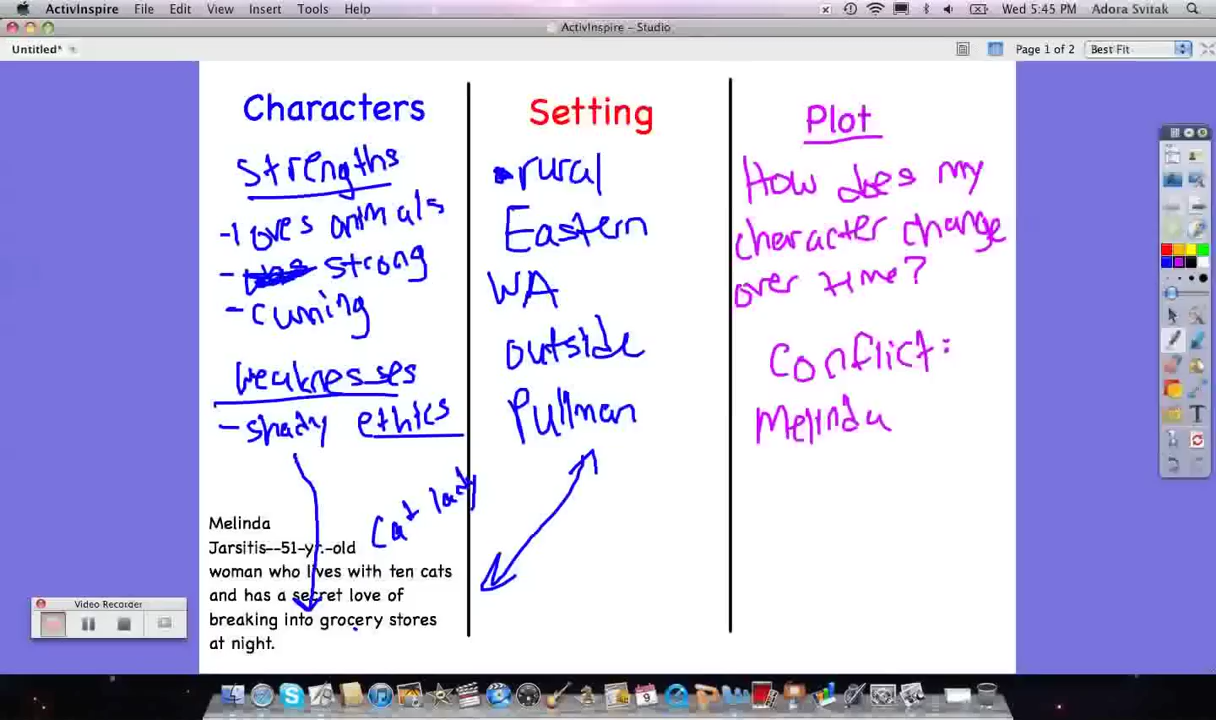 ActivInspire File Edit View Insert Tools Help Wed 5:45 PM Adora Svitak
ActivInspire – Studio
Untitled* Page 1 of 2 Best Fit
Characters
strengths
- loves animals
- strong
- cunning
weaknesses
- shady ethics
cat lady
Melinda
Jarsitis--51-yr.-old
woman who lives with ten cats
and has a secret love of
breaking into grocery stores
at night.
Setting
rural
Eastern
WA
outside
Pullman
Plot
How does my
character change
over time?
Conflict:
Melinda
Video Recorder
9